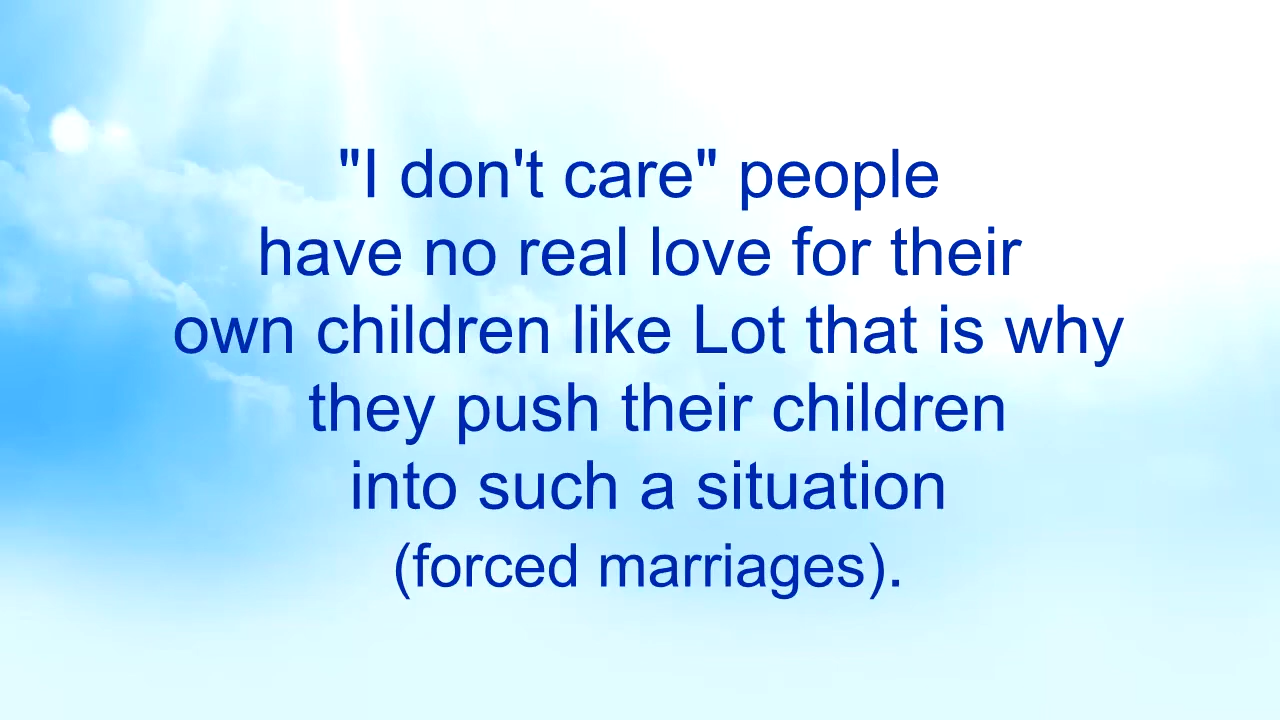 "I don't care" people
have no real love for their
own children like Lot that is why
they push their children
into such a situation
(forced marriages).